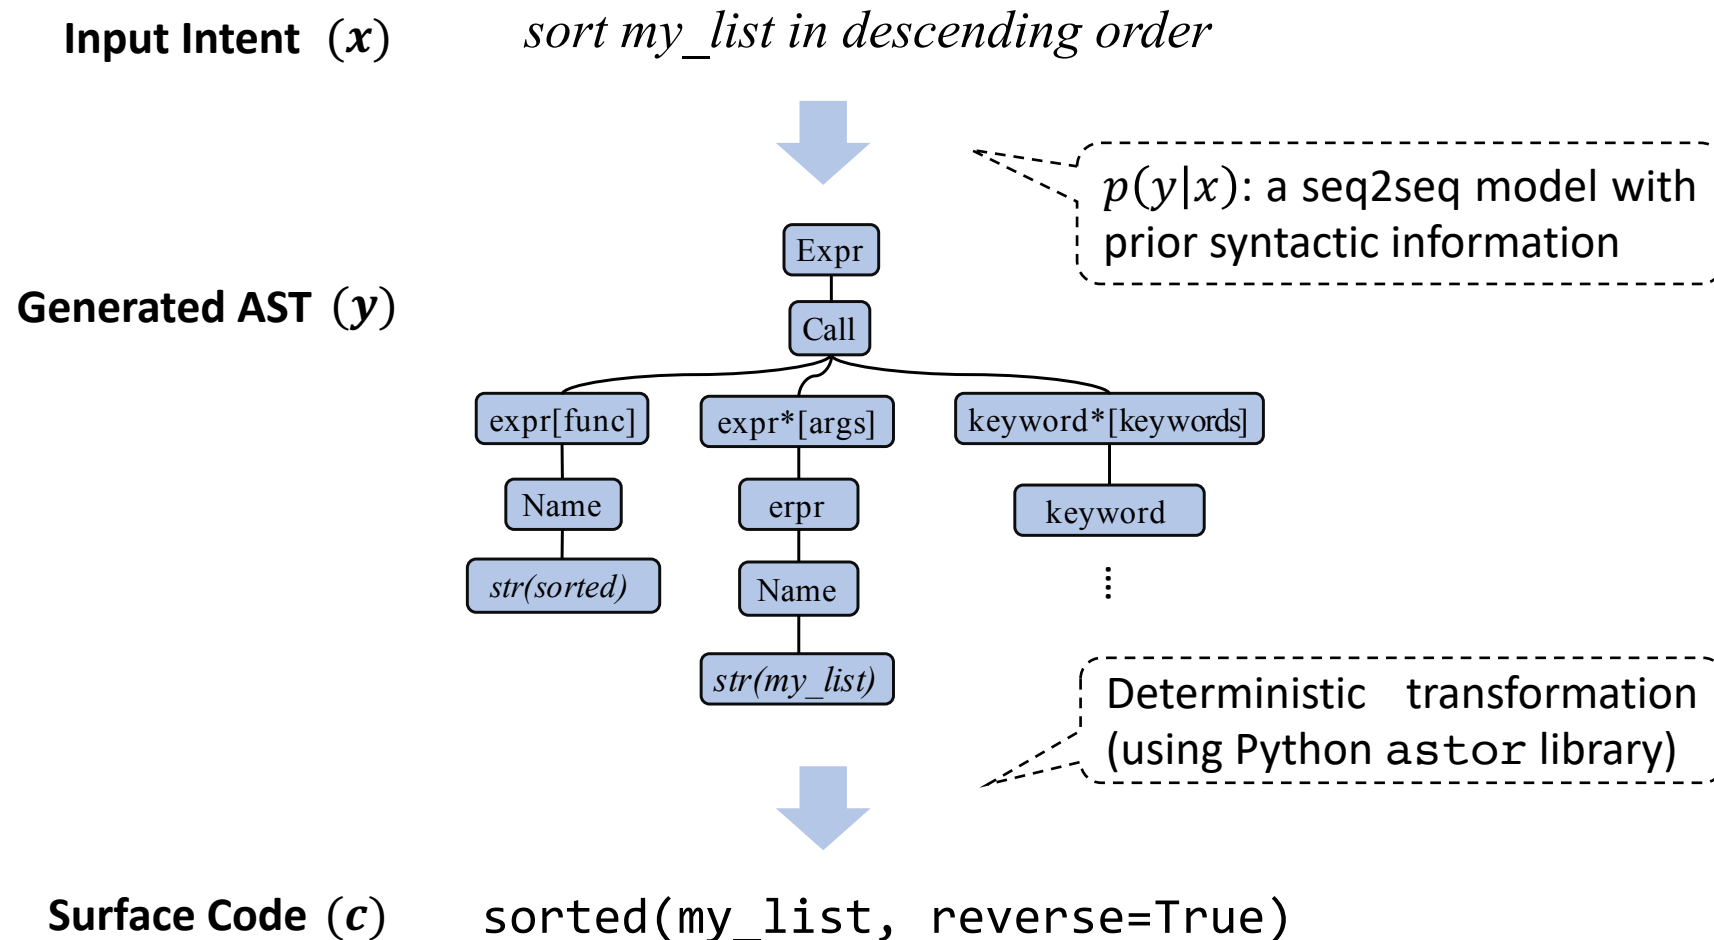 Input Intent (x) sort my_list in descending order
p(y|x): a seq2seq model with
prior syntactic information
Expr
Generated AST (y)
Call
expr[func] expr*[args] keyword*[keywords]
Name erpr keyword
str(sorted) Name
str(my_list)
Deterministic transformation
(using Python astor library)
Surface Code (c) sorted(my_list, reverse=True)